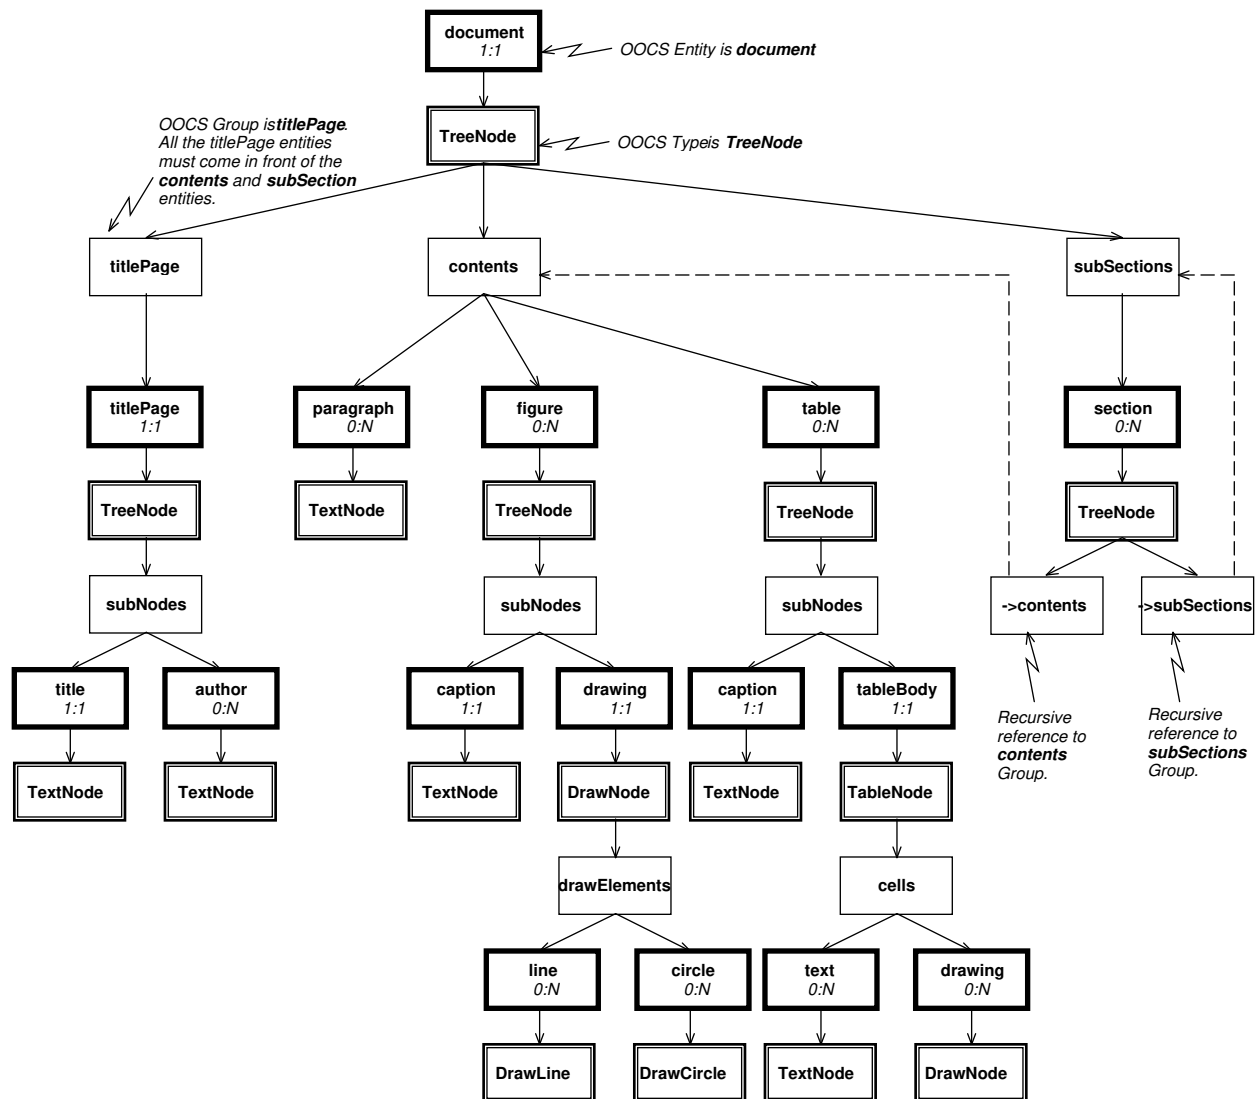 document
1:1
OOCS Entity is document
OOCS Group istitlePage.
All the titlePage entities
must come in front of the
contents and subSection
entities.
TreeNode
OOCS Typeis TreeNode
titlePage
contents
subSections
titlePage
1:1
paragraph
0:N
figure
0:N
table
0:N
section
0:N
TreeNode
TextNode
TreeNode
TreeNode
TreeNode
subNodes
subNodes
subNodes
->contents
->subSections
title
1:1
author
0:N
caption
1:1
drawing
1:1
caption
1:1
tableBody
1:1
Recursive
reference to
contents
Group.
Recursive
reference to
subSections
Group.
TextNode
TextNode
TextNode
DrawNode
TextNode
TableNode
drawElements
cells
line
0:N
circle
0:N
text
0:N
drawing
0:N
DrawLine
DrawCircle
TextNode
DrawNode